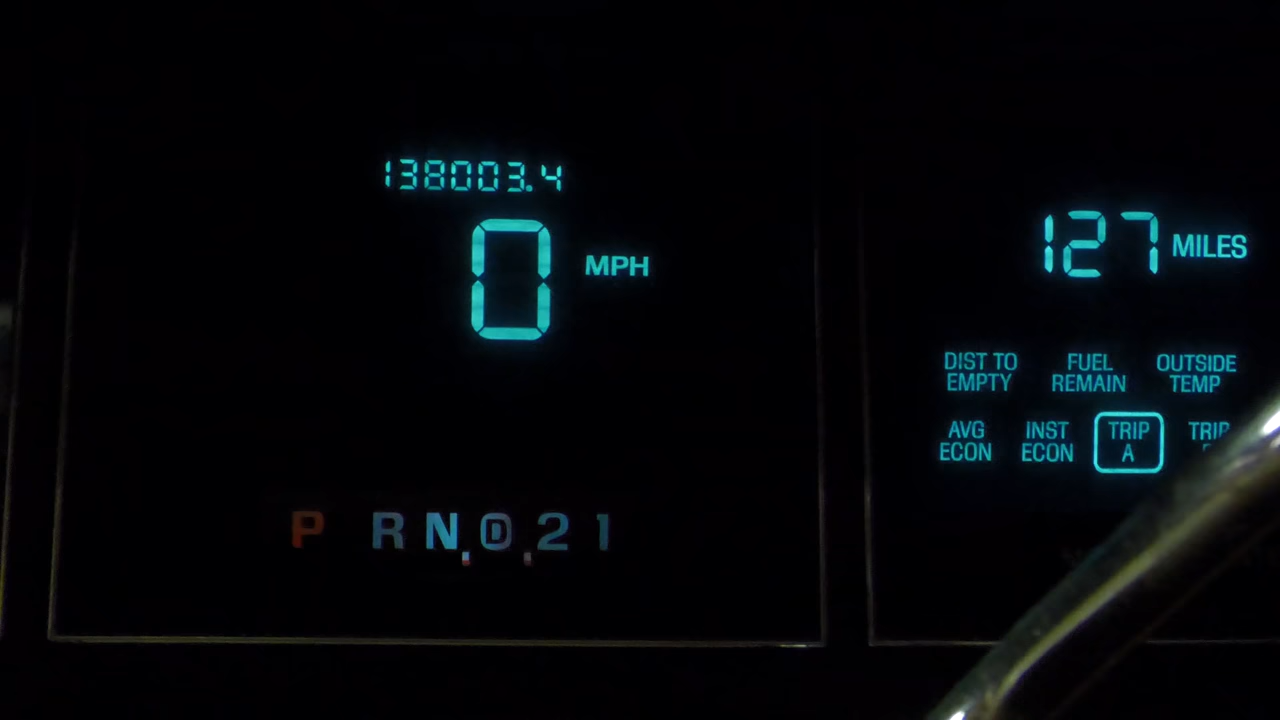 138003.4
0 MPH
127 MILES
DIST TO EMPTY
FUEL REMAIN
OUTSIDE TEMP
AVG ECON
INST ECON
TRIP A
TRIP
P R N D 2 1